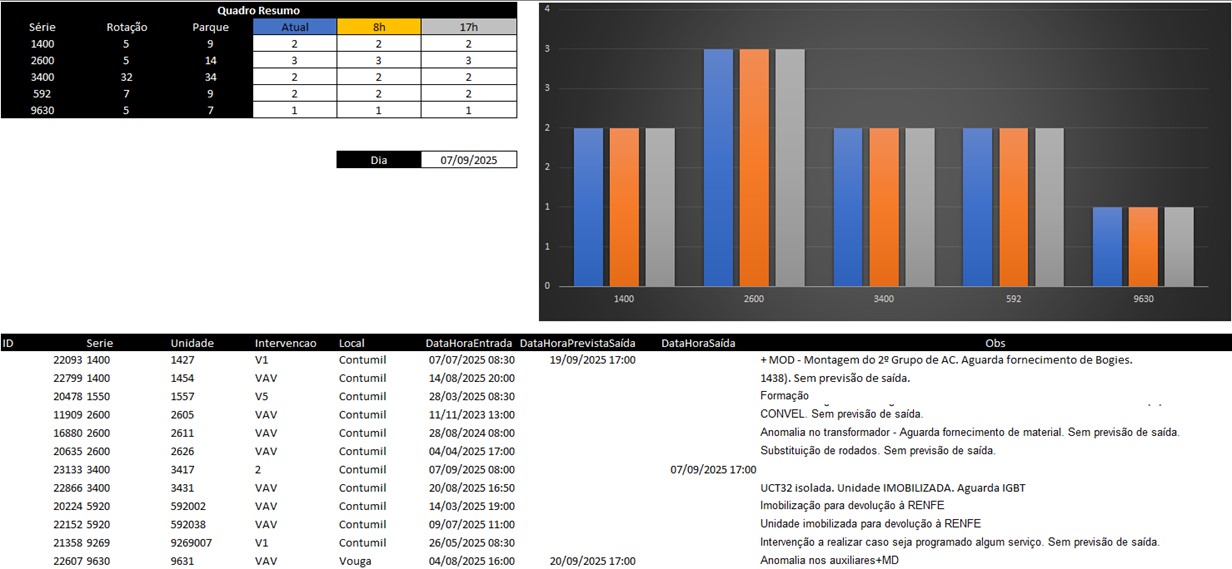 Quadro Resumo
Série Rotação Parque Atual 8h 17h
1400 5 9 2 2 2
2600 5 14 3 3 3
3400 32 34 2 2 2
592 7 9 2 2 2
9630 5 7 1 1 1
Dia 07/09/2025
4
3
3
2
2
1
1
0
1400 2600 3400 592 9630
ID Serie Unidade Intervencao Local DataHoraEntrada DataHoraPrevistaSaída DataHoraSaída Obs
22093 1400 1427 V1 Contumil 07/07/2025 08:30 19/09/2025 17:00 + MOD - Montagem do 2º Grupo de AC. Aguarda fornecimento de Bogies.
22799 1400 1454 VAV Contumil 14/08/2025 20:00 1438). Sem previsão de saída.
20478 1550 1557 V5 Contumil 28/03/2025 08:30 Formação
11909 2600 2605 VAV Contumil 11/11/2023 13:00 CONVEL. Sem previsão de saída.
16880 2600 2611 VAV Contumil 28/08/2024 08:00 Anomalia no transformador - Aguarda fornecimento de material. Sem previsão de saída.
20635 2600 2626 VAV Contumil 04/04/2025 17:00 Substituição de rodados. Sem previsão de saída.
23133 3400 3417 2 Contumil 07/09/2025 08:00 07/09/2025 17:00
22866 3400 3431 VAV Contumil 20/08/2025 16:50 UCT32 isolada. Unidade IMOBILIZADA. Aguarda IGBT
20224 5920 592002 VAV Contumil 14/03/2025 19:00 Imobilização para devolução à RENFE
22152 5920 592038 VAV Contumil 09/07/2025 11:00 Unidade imobilizada para devolução à RENFE
21358 9269 9269007 V1 Contumil 26/05/2025 08:30 Intervenção a realizar caso seja programado algum serviço. Sem previsão de saída.
22607 9630 9631 VAV Vouga 04/08/2025 16:00 20/09/2025 17:00 Anomalia nos auxiliares+MD